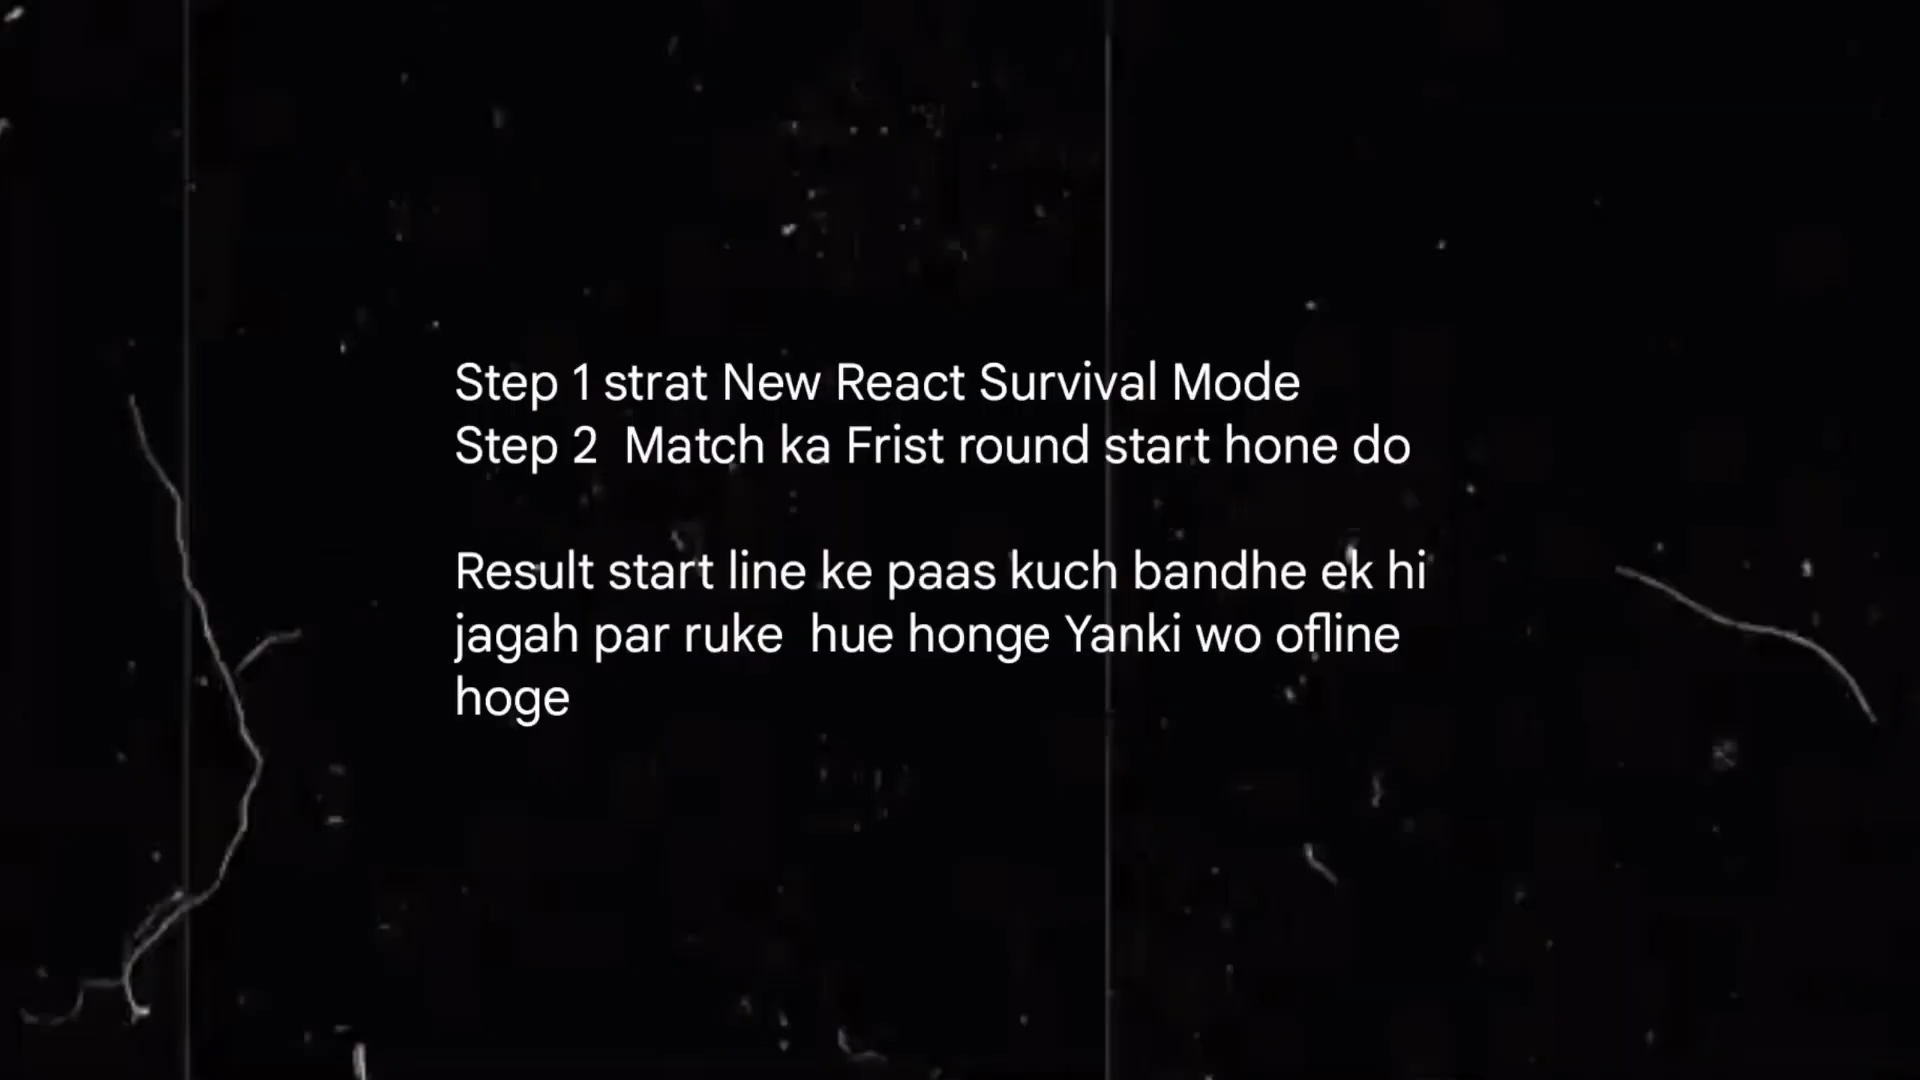 Step 1 strat New React Survival Mode
Step 2  Match ka Frist round start hone do
Result start line ke paas kuch bandhe ek hi
jagah par ruke  hue honge Yanki wo ofline
hoge